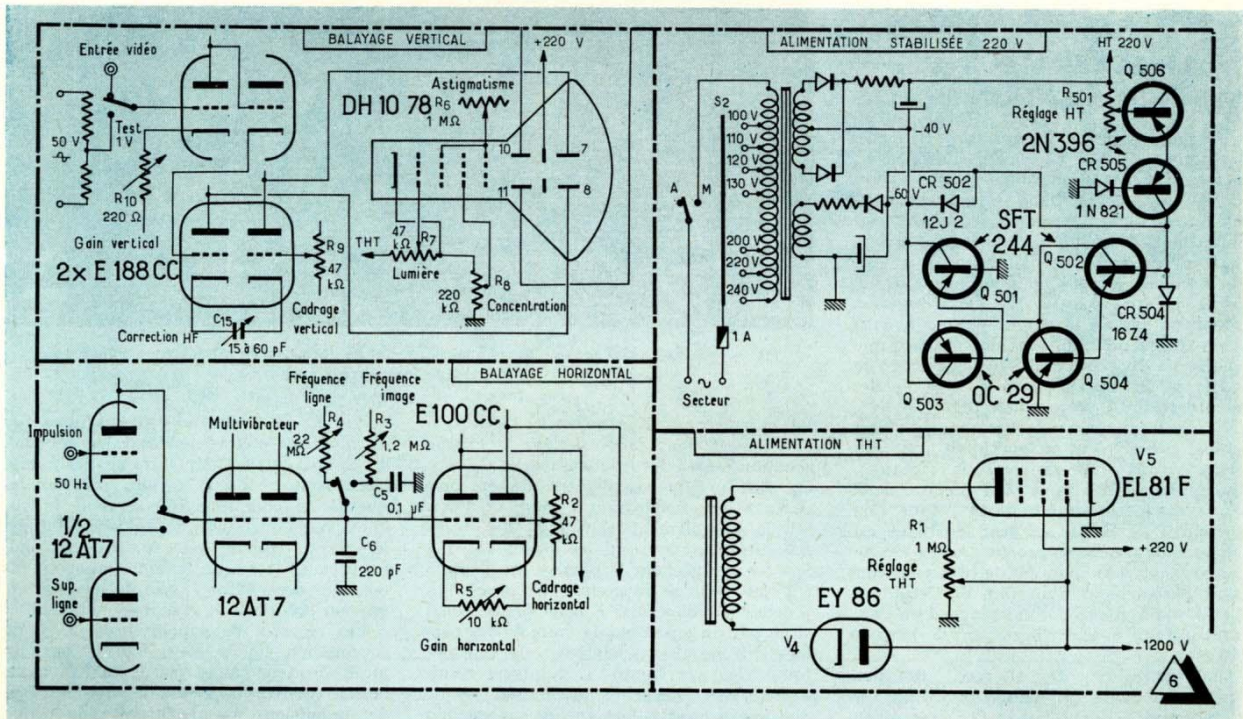 BALAYAGE VERTICAL
Entrée vidéo
50 V
Test
1 V
R10
220 Ω
Gain vertical
2x E 188 CC
R9
47
kΩ
Cadrage
vertical
C15
Correction HF
15 à 60 pF
+220 V
Astigmatisme
DH 10 78
R6
1 MΩ
10
7
11
8
47
kΩ
R7
THT
Lumière
220
kΩ
R8
Concentration
ALIMENTATION STABILISÉE 220 V
HT 220 V
Q 506
R501
Réglage HT
2N396
CR 505
1 N 821
S2
100 V
110 V
120 V
130 V
200 V
220 V
240 V
A
M
-40 V
-60 V
CR 502
12J 2
SFT
244
Q 502
Q 501
CR 504
16 Z4
1 A
Secteur
Q 503
OC 29
Q 504
BALAYAGE HORIZONTAL
Impulsion
50 Hz
1/2
12 AT7
Sup.
ligne
Multivibrateur
12AT7
Fréquence
ligne
Fréquence
image
R4
22
MΩ
R3
1,2 MΩ
C5
0,1 µF
C6
220 pF
E100 CC
R2
47
kΩ
Cadrage
horizontal
R5
10 kΩ
Gain horizontal
ALIMENTATION THT
V5
EL81 F
R1
1 MΩ
Réglage
THT
+220 V
EY 86
V4
-1200 V
6